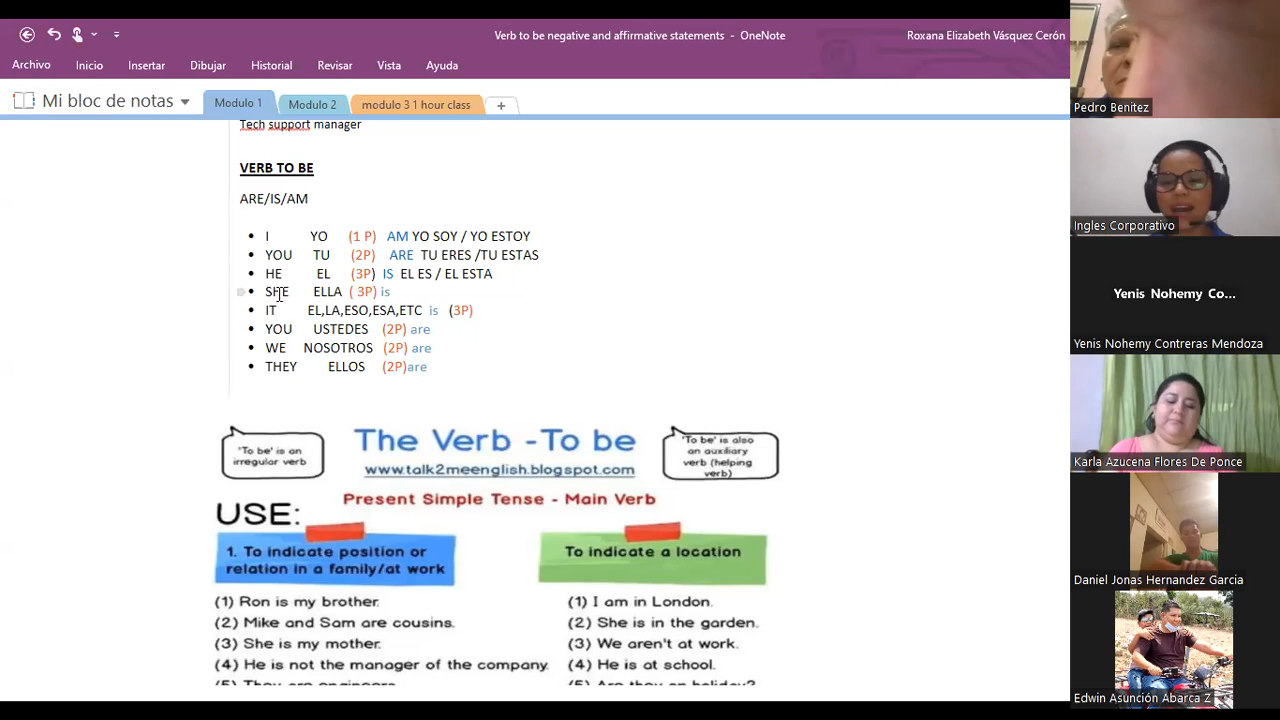 Verb to be negative and affirmative statements - OneNote
Roxana Elizabeth Vásquez Cerón
Archivo Inicio Insertar Dibujar Historial Revisar Vista Ayuda
Mi bloc de notas
Modulo 1
Modulo 2
modulo 3 1 hour class
+
Tech support manager
VERB TO BE
ARE/IS/AM
• I YO (1 P) AM YO SOY / YO ESTOY
• YOU TU (2P) ARE TU ERES /TU ESTAS
• HE EL (3P) IS EL ES / EL ESTA
• SHE ELLA ( 3P) is
• IT EL,LA,ESO,ESA,ETC is (3P)
• YOU USTEDES (2P) are
• WE NOSOTROS (2P) are
• THEY ELLOS (2P)are
'To be' is an
irregular verb
The Verb -To be
www.talk2meenglish.blogspot.com
'To be' is also
an auxiliary
verb (helping
verb)
Present Simple Tense - Main Verb
USE:
1. To indicate position or
relation in a family/at work
(1) Ron is my brother.
(2) Mike and Sam are cousins.
(3) She is my mother.
(4) He is not the manager of the company.
(5) They are engineers
To indicate a location
(1) I am in London.
(2) She is in the garden.
(3) We aren't at work.
(4) He is at school.
(5) Are they on holiday?
Pedro Benitez
Ingles Corporativo
Yenis Nohemy Co...
Yenis Nohemy Contreras Mendoza
Karla Azucena Flores De Ponce
Daniel Jonas Hernandez Garcia
Edwin Asunción Abarca Z